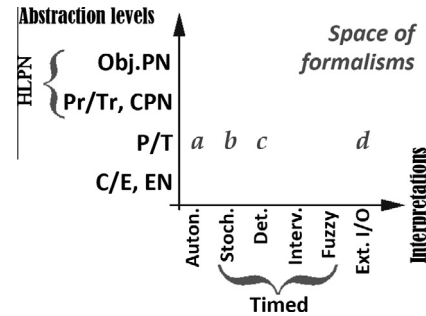 Abstraction levels
Space of
formalisms
HLPN
Obj.PN
Pr/Tr, CPN
P/T a b c d
C/E, EN
Auton.
Stoch.
Det.
Interv.
Fuzzy
Ext. I/O
Interpretations
Timed